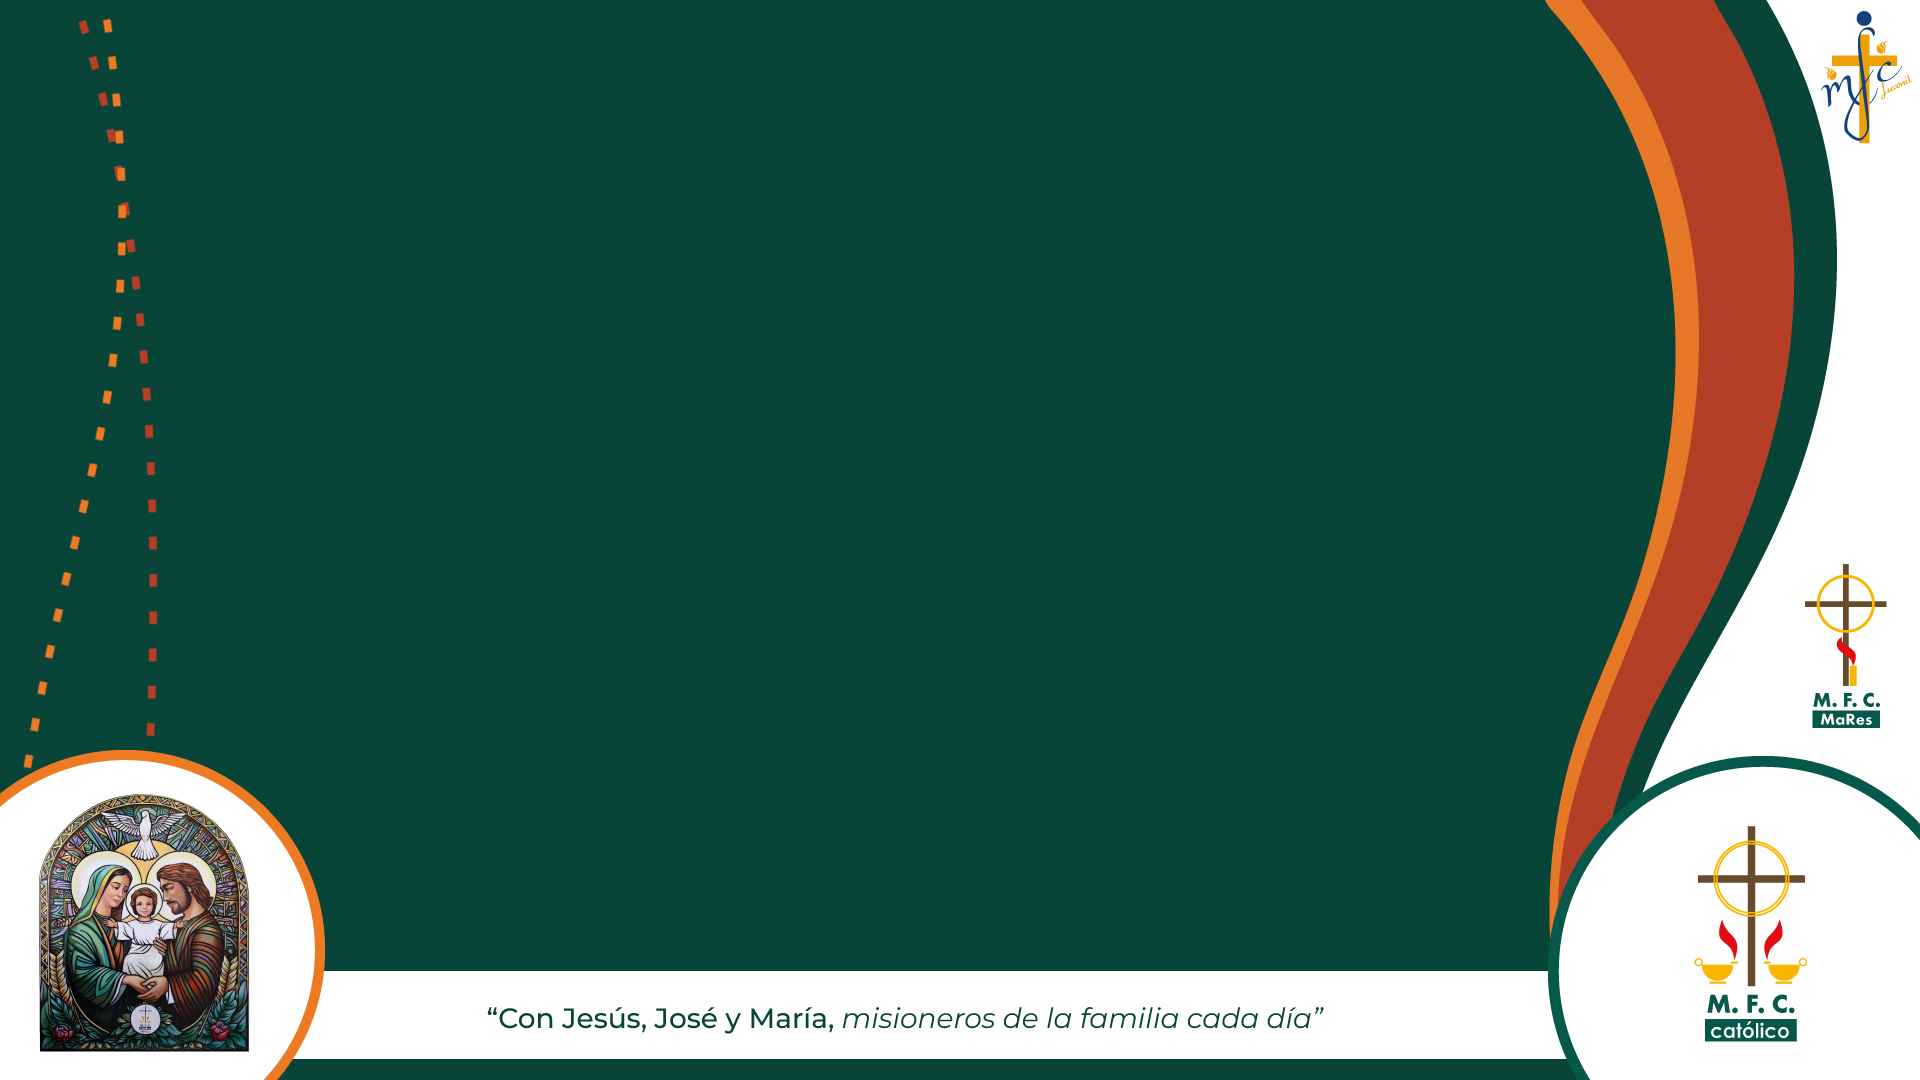 mfc
Juvenil
M. F. C.
MaRes
M. F. C.
católico
“Con Jesús, José y María, misioneros de la familia cada día”